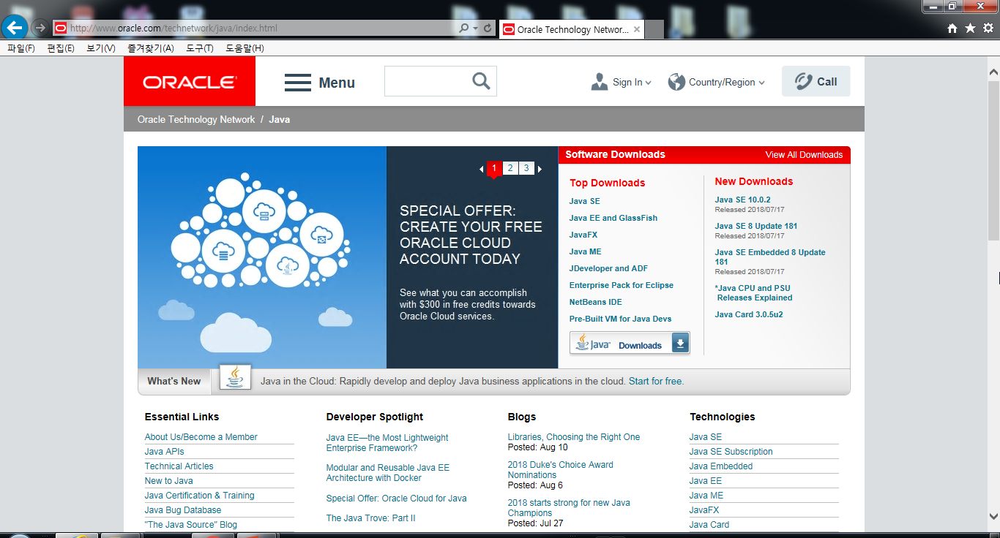 http://www.oracle.com/technetwork/java/index.html
Oracle Technology Networ...
파일(F) 편집(E) 보기(V) 즐겨찾기(A) 도구(T) 도움말(H)
ORACLE
Menu
Sign In
Country/Region
Call
Oracle Technology Network / Java
1 2 3
SPECIAL OFFER:
CREATE YOUR FREE
ORACLE CLOUD
ACCOUNT TODAY
See what you can accomplish
with $300 in free credits towards
Oracle Cloud services.
Software Downloads
View All Downloads
Top Downloads
Java SE
Java EE and GlassFish
JavaFX
Java ME
JDeveloper and ADF
Enterprise Pack for Eclipse
NetBeans IDE
Pre-Built VM for Java Devs
Java Downloads
New Downloads
Java SE 10.0.2
Released 2018/07/17
Java SE 8 Update 181
Released 2018/07/17
Java SE Embedded 8 Update
181
Released 2018/07/17
*Java CPU and PSU
Releases Explained
Java Card 3.0.5u2
What's New
Java in the Cloud: Rapidly develop and deploy Java business applications in the cloud. Start for free.
Essential Links
About Us/Become a Member
Java APIs
Technical Articles
New to Java
Java Certification & Training
Java Bug Database
"The Java Source" Blog
Developer Spotlight
Java EE—the Most Lightweight
Enterprise Framework?
Modular and Reusable Java EE
Architecture with Docker
Special Offer: Oracle Cloud for Java
The Java Trove: Part II
Blogs
Libraries, Choosing the Right One
Posted: Aug 10
2018 Duke's Choice Award
Nominations
Posted: Aug 6
2018 starts strong for new Java
Champions
Posted: Jul 27
Technologies
Java SE
Java SE Subscription
Java Embedded
Java EE
Java ME
JavaFX
Java Card